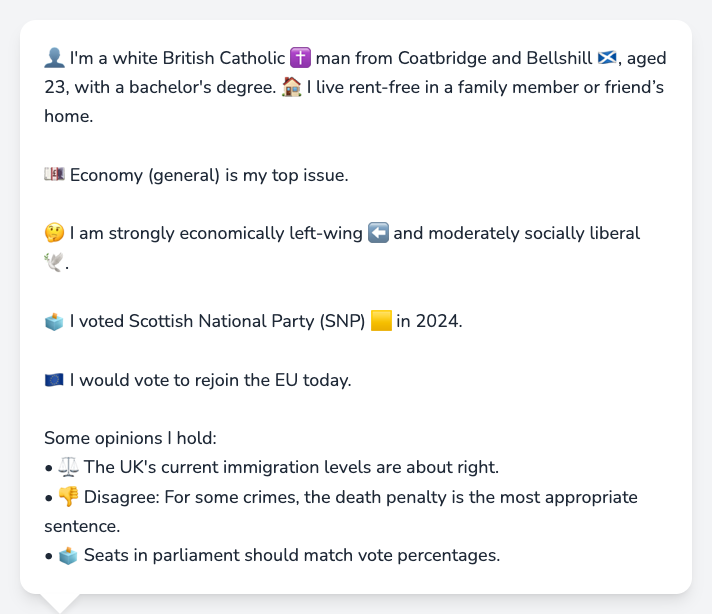 👤 I'm a white British Catholic ✝️ man from Coatbridge and Bellshill 🏴󠁧󠁢󠁳󠁣󠁴󠁿, aged
23, with a bachelor's degree. 🏠 I live rent-free in a family member or friend’s
home.
💷 Economy (general) is my top issue.
🤔 I am strongly economically left-wing ⬅️ and moderately socially liberal
🕊️.
🗳️ I voted Scottish National Party (SNP) 🟨 in 2024.
🇪🇺 I would vote to rejoin the EU today.
Some opinions I hold:
• ⚖️ The UK's current immigration levels are about right.
• 👎 Disagree: For some crimes, the death penalty is the most appropriate
sentence.
• 🗳️ Seats in parliament should match vote percentages.